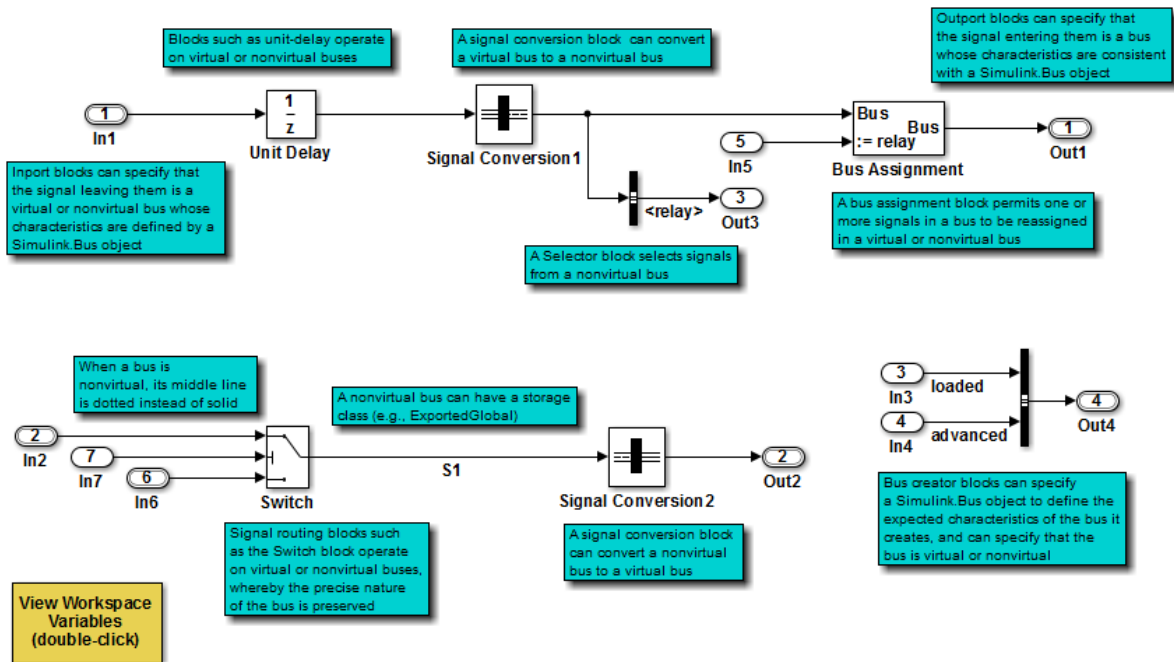 Blocks such as unit-delay operate
on virtual or nonvirtual buses
A signal conversion block can convert
a virtual bus to a nonvirtual bus
Outport blocks can specify that
the signal entering them is a bus
whose characteristics are consistent
with a Simulink.Bus object
1
In1
1
z
Unit Delay
Signal Conversion1
5
In5
Bus
Bus
:= relay
Bus Assignment
1
Out1
<relay>
3
Out3
Inport blocks can specify that
the signal leaving them is a
virtual or nonvirtual bus whose
characteristics are defined by a
Simulink.Bus object
A Selector block selects signals
from a nonvirtual bus
A bus assignment block permits one
or more signals in a bus to be reassigned
in a virtual or nonvirtual bus
When a bus is
nonvirtual, its middle line
is dotted instead of solid
A nonvirtual bus can have a storage
class (e.g., ExportedGlobal)
2
In2
7
In7
6
In6
Switch
S1
Signal Conversion2
2
Out2
3
In3
loaded
4
In4
advanced
4
Out4
Signal routing blocks such
as the Switch block operate
on virtual or nonvirtual buses,
whereby the precise nature
of the bus is preserved
A signal conversion block
can convert a nonvirtual
bus to a virtual bus
Bus creator blocks can specify
a Simulink.Bus object to define the
expected characteristics of the bus it
creates, and can specify that the
bus is virtual or nonvirtual
View Workspace
Variables
(double-click)